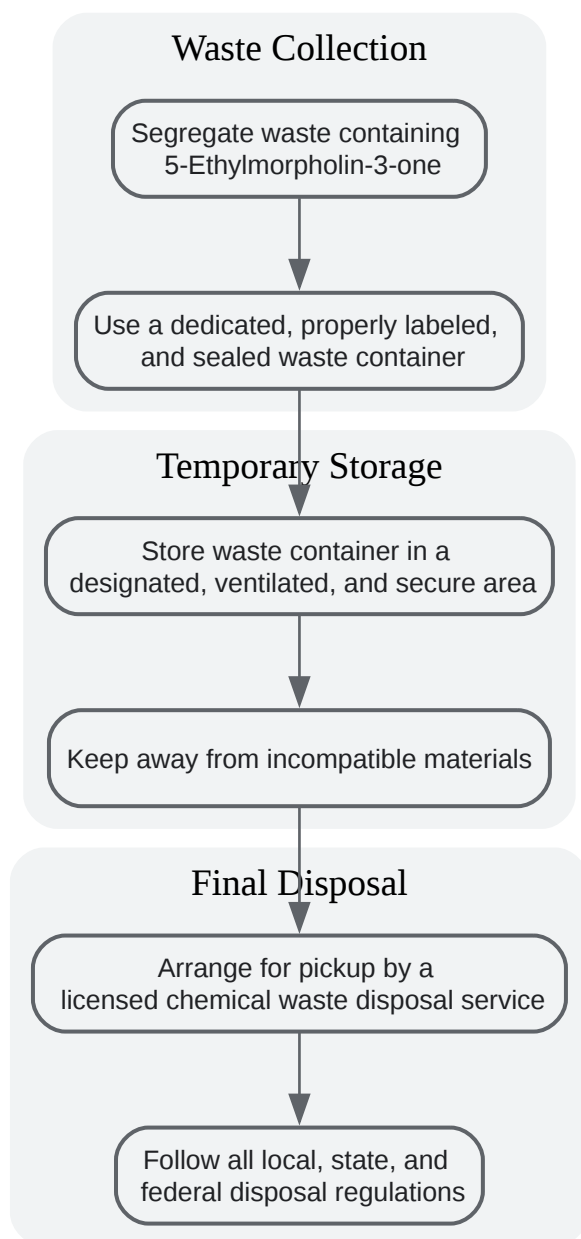 Waste Collection
Segregate waste containing
5-Ethylmorpholin-3-one
Use a dedicated, properly labeled,
and sealed waste container
Temporary Storage
Store waste container in a
designated, ventilated, and secure area
Keep away from incompatible materials
Final Disposal
Arrange for pickup by a
licensed chemical waste disposal service
Follow all local, state, and
federal disposal regulations